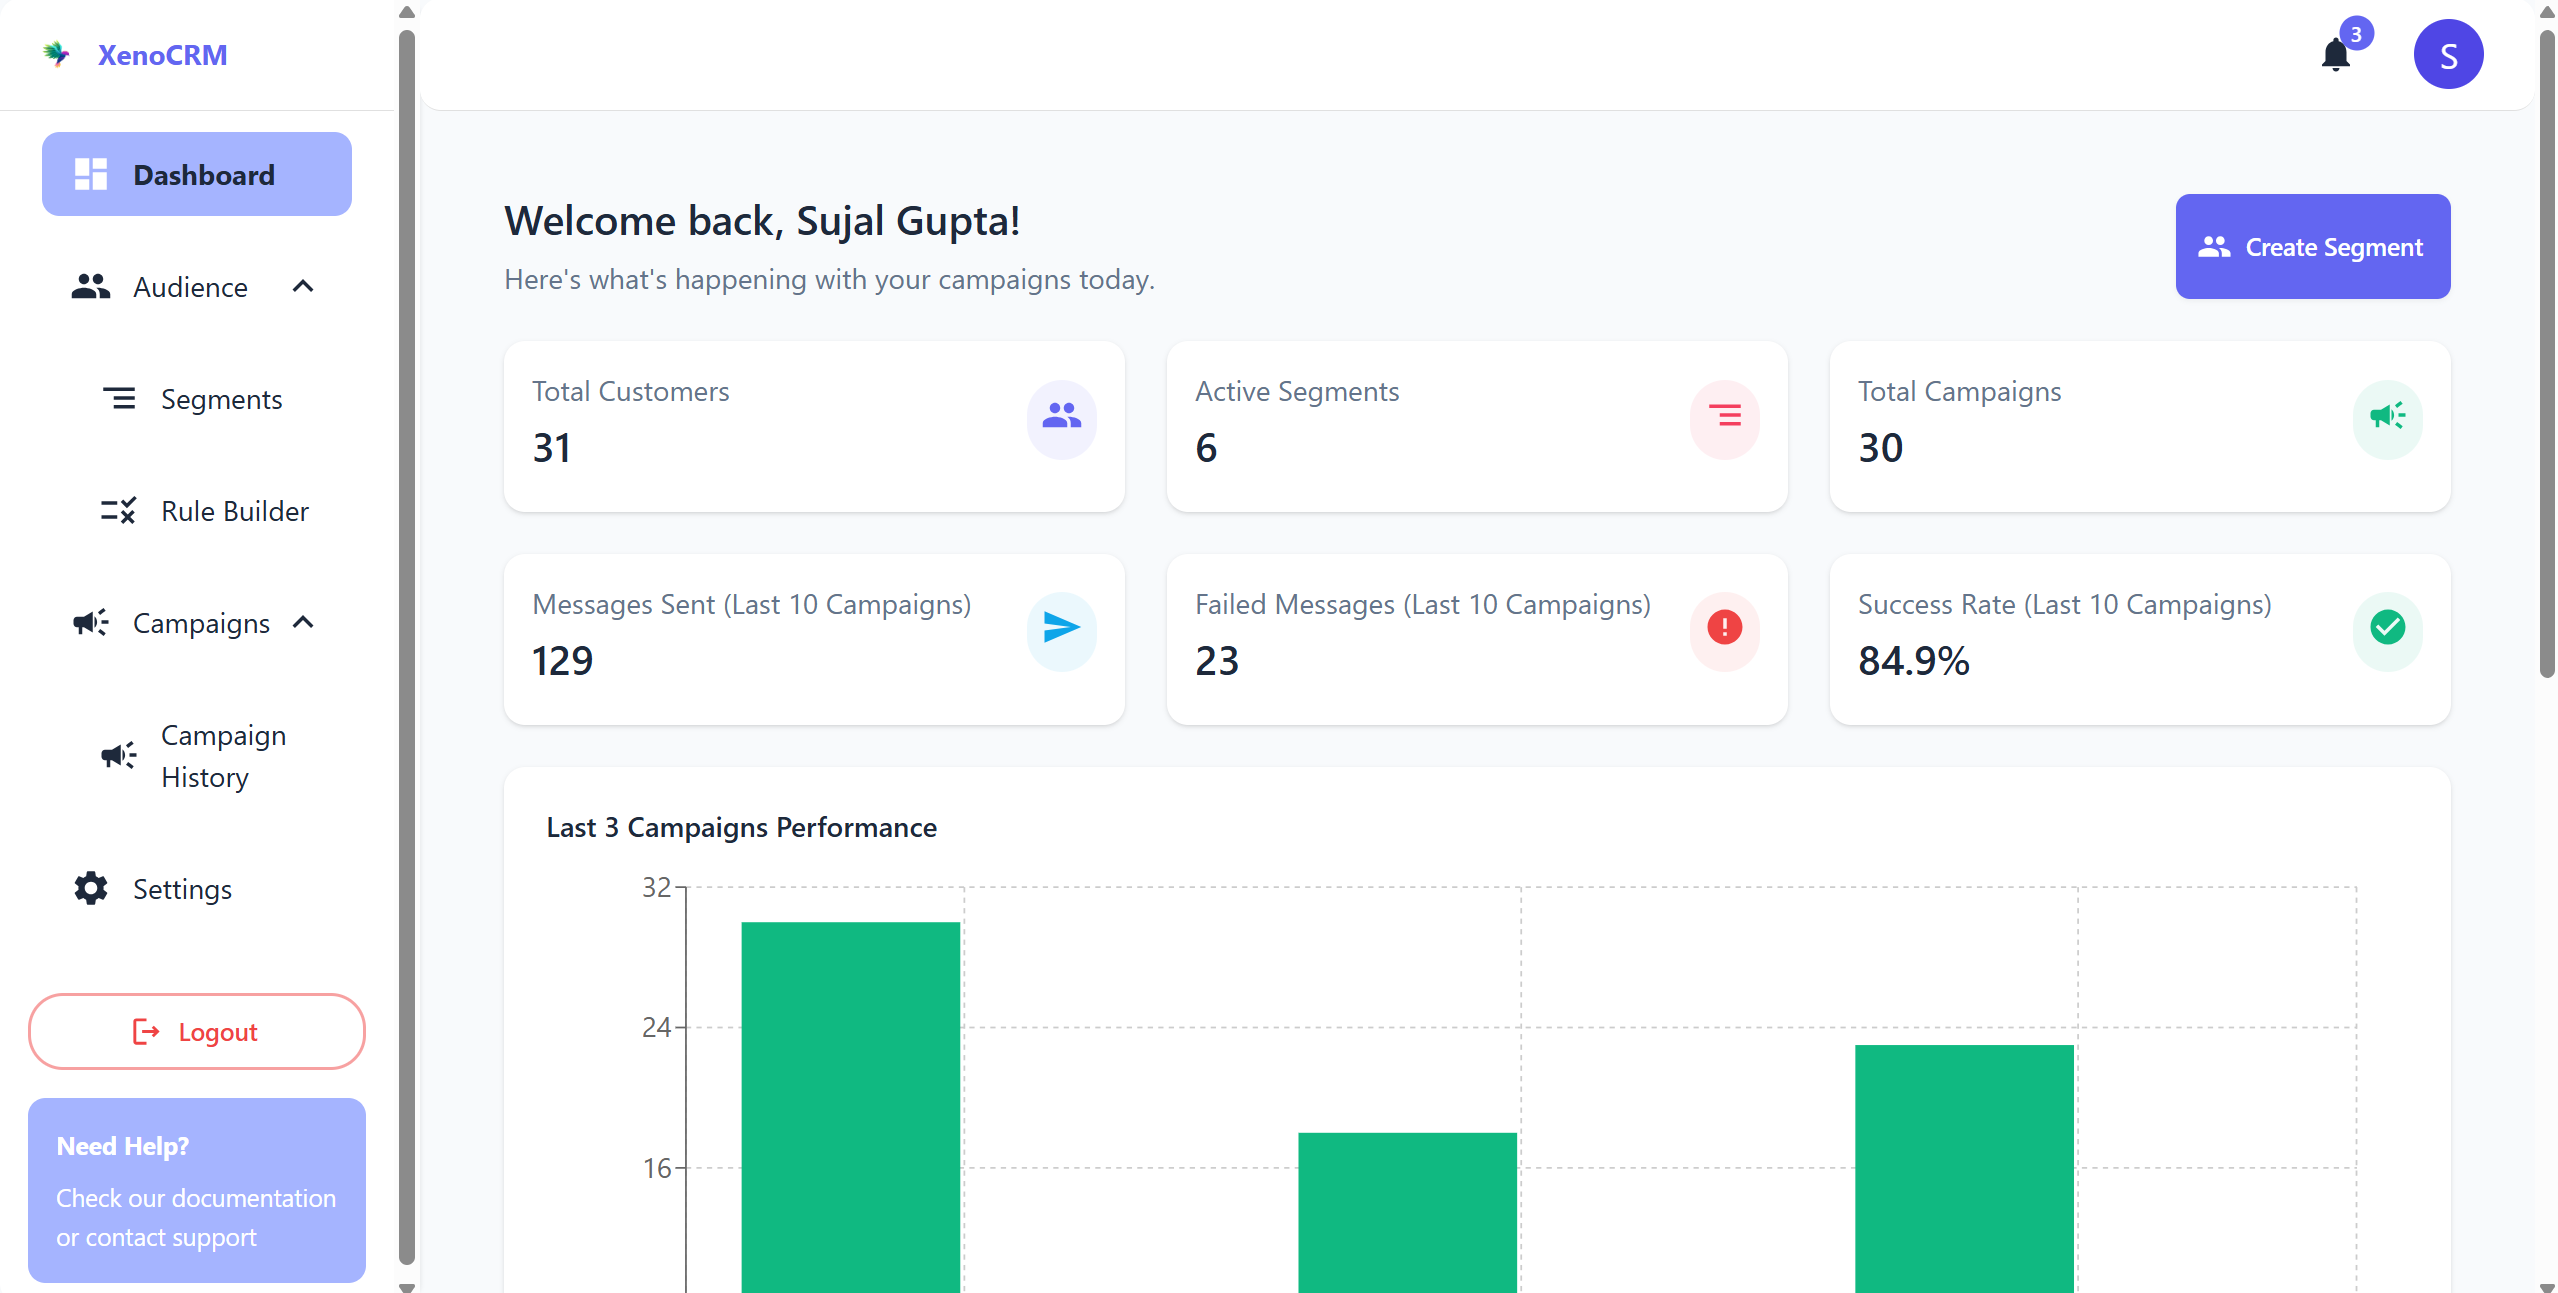 XenoCRM
Dashboard
Audience
Segments
Rule Builder
Campaigns
Campaign
History
Settings
Logout
Need Help?
Check our documentation
or contact support
3
S
Welcome back, Sujal Gupta!
Here's what's happening with your campaigns today.
Create Segment
Total Customers
31
Active Segments
6
Total Campaigns
30
Messages Sent (Last 10 Campaigns)
129
Failed Messages (Last 10 Campaigns)
23
Success Rate (Last 10 Campaigns)
84.9%
Last 3 Campaigns Performance
32
24
16